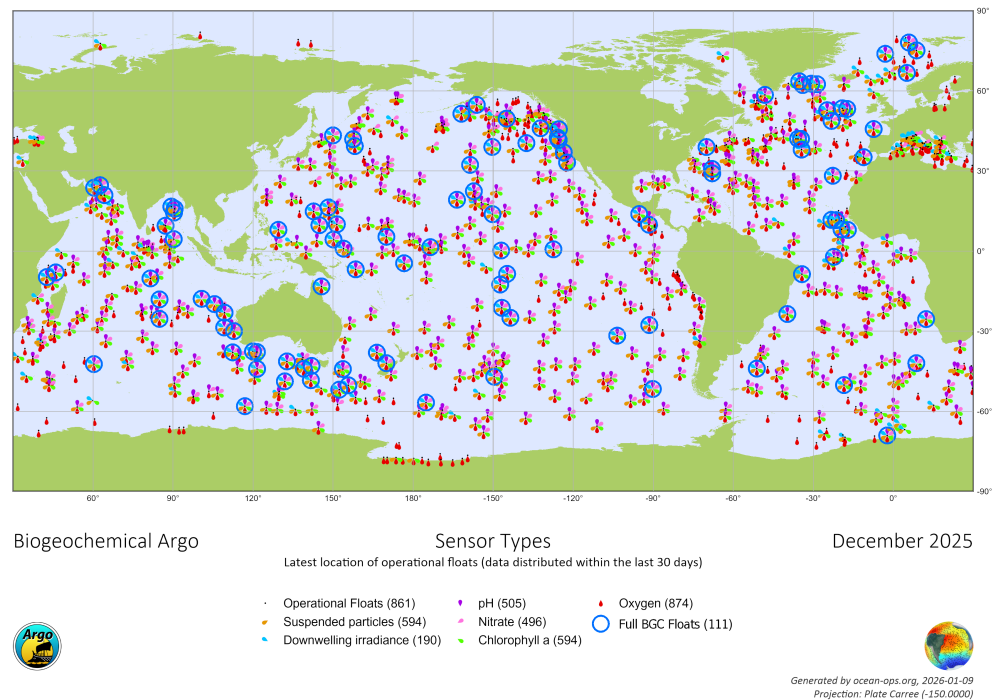 90°
60°
30°
0°
-30°
-60°
-90°
60° 90° 120° 150° 180° -150° -120° -90° -60° -30° 0°
Biogeochemical Argo Sensor Types December 2025
Latest location of operational floats (data distributed within the last 30 days)
Operational Floats (861) pH (505) Oxygen (874)
Suspended particles (594) Nitrate (496) Full BGC Floats (111)
Downwelling irradiance (190) Chlorophyll a (594)
Argo
Generated by ocean-ops.org, 2026-01-09
Projection: Plate Carree (-150.0000)